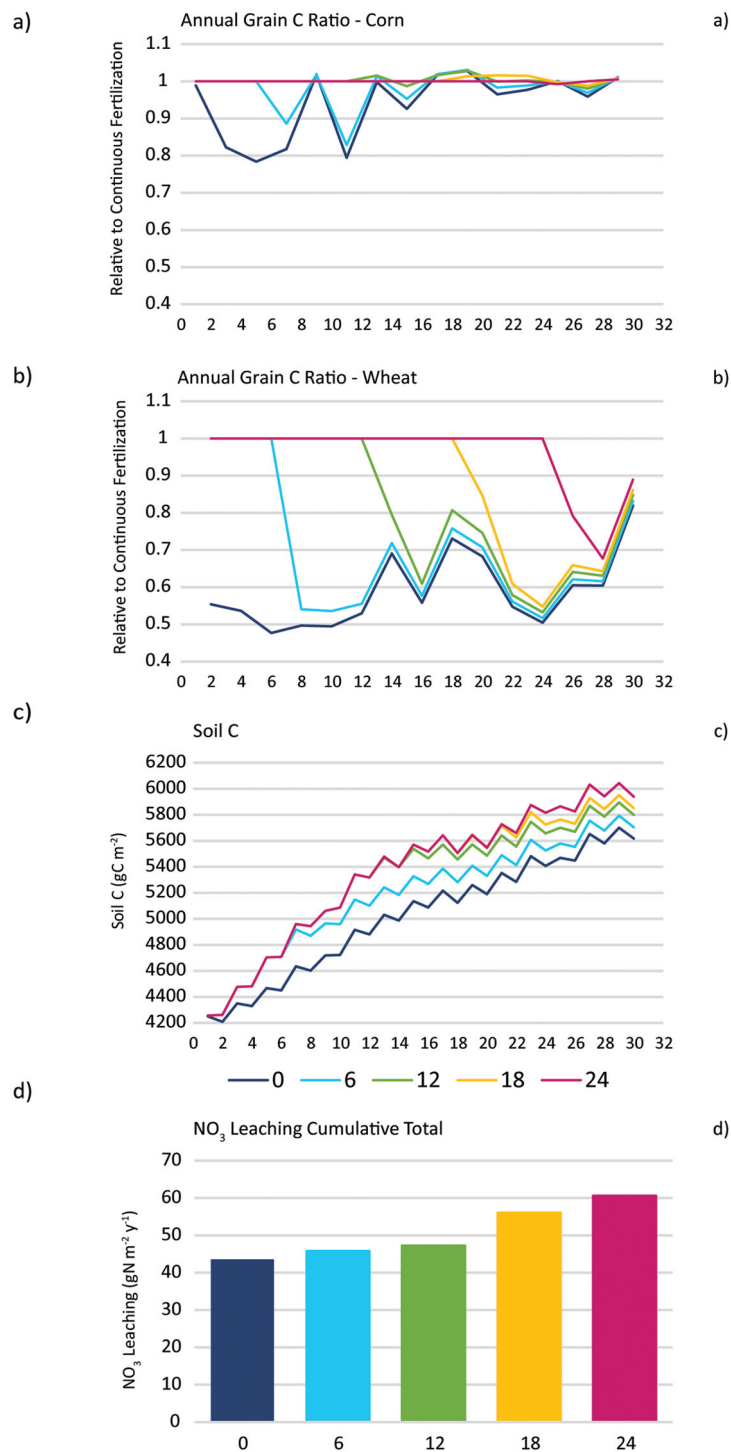 a) Annual Grain C Ratio - Corn a)
Relative to Continuous Fertilization
1.1
1
0.9
0.8
0.7
0.6
0.5
0.4
0 2 4 6 8 10 12 14 16 18 20 22 24 26 28 30 32
b) Annual Grain C Ratio - Wheat b)
Relative to Continuous Fertilization
1.1
1
0.9
0.8
0.7
0.6
0.5
0.4
0 2 4 6 8 10 12 14 16 18 20 22 24 26 28 30 32
c) Soil C c)
Soil C (gC m⁻²)
6200
6000
5800
5600
5400
5200
5000
4800
4600
4400
4200
0 2 4 6 8 10 12 14 16 18 20 22 24 26 28 30 32
0 6 12 18 24
d) NO₃ Leaching Cumulative Total d)
NO₃ Leaching (gN m⁻² y⁻¹)
70
60
50
40
30
20
10
0
0 6 12 18 24